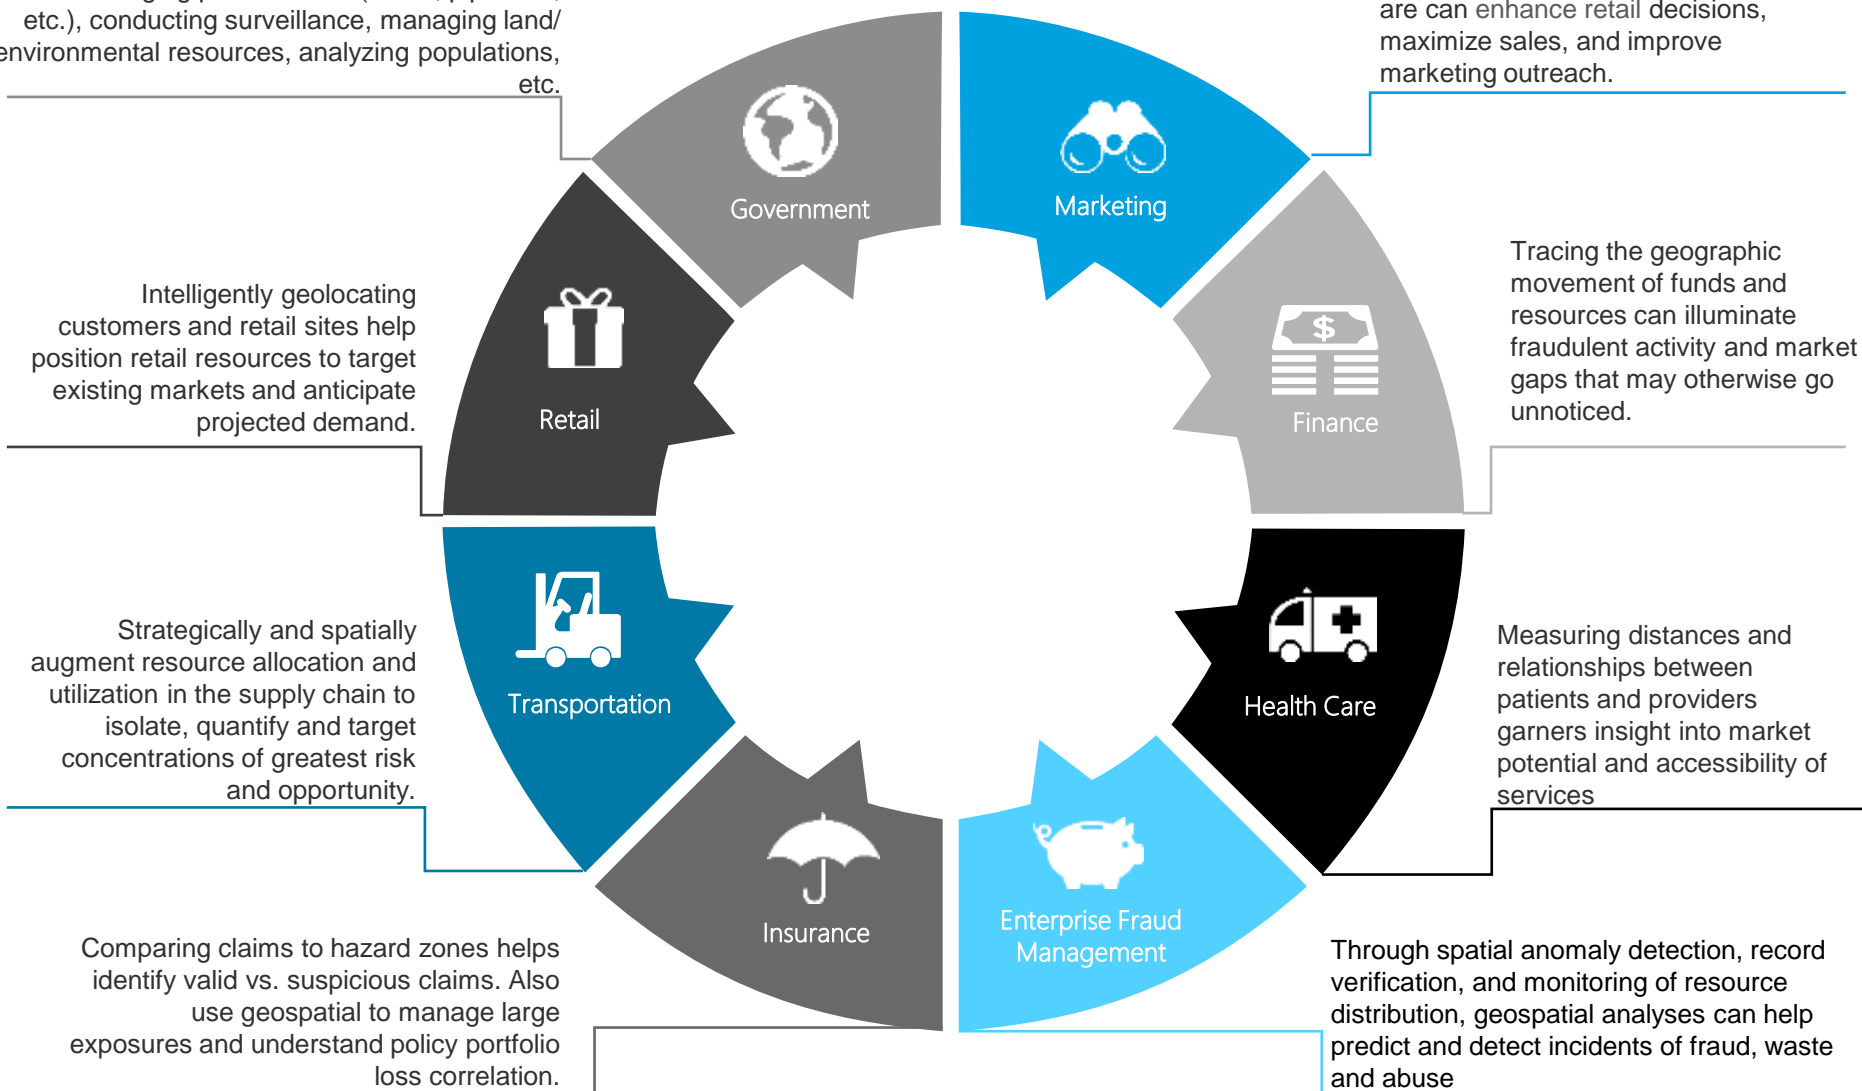 etc.), conducting surveillance, managing land/
environmental resources, analyzing populations,
etc.
are can enhance retail decisions,
maximize sales, and improve
marketing outreach.
Government
Marketing
Intelligently geolocating
customers and retail sites help
position retail resources to target
existing markets and anticipate
projected demand.
Retail
$
Finance
Tracing the geographic
movement of funds and
resources can illuminate
fraudulent activity and market
gaps that may otherwise go
unnoticed.
Strategically and spatially
augment resource allocation and
utilization in the supply chain to
isolate, quantify and target
concentrations of greatest risk
and opportunity.
Transportation
Health Care
Measuring distances and
relationships between
patients and providers
garners insight into market
potential and accessibility of
services
Insurance
Enterprise Fraud
Management
Comparing claims to hazard zones helps
identify valid vs. suspicious claims. Also
use geospatial to manage large
exposures and understand policy portfolio
loss correlation.
Through spatial anomaly detection, record
verification, and monitoring of resource
distribution, geospatial analyses can help
predict and detect incidents of fraud, waste
and abuse